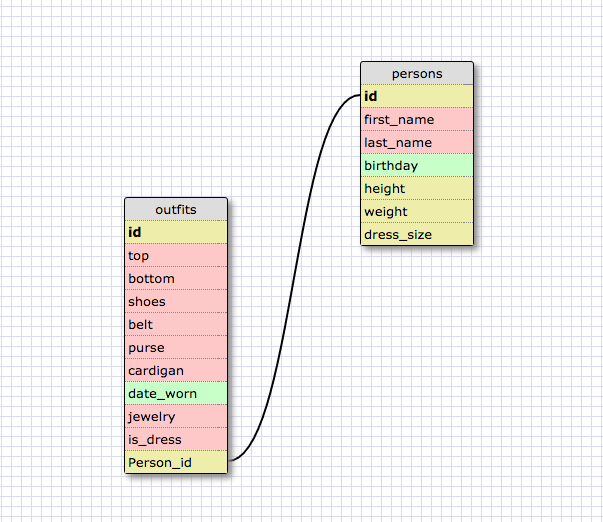 persons
id
first_name
last_name
birthday
height
weight
dress_size
outfits
id
top
bottom
shoes
belt
purse
cardigan
date_worn
jewelry
is_dress
Person_id